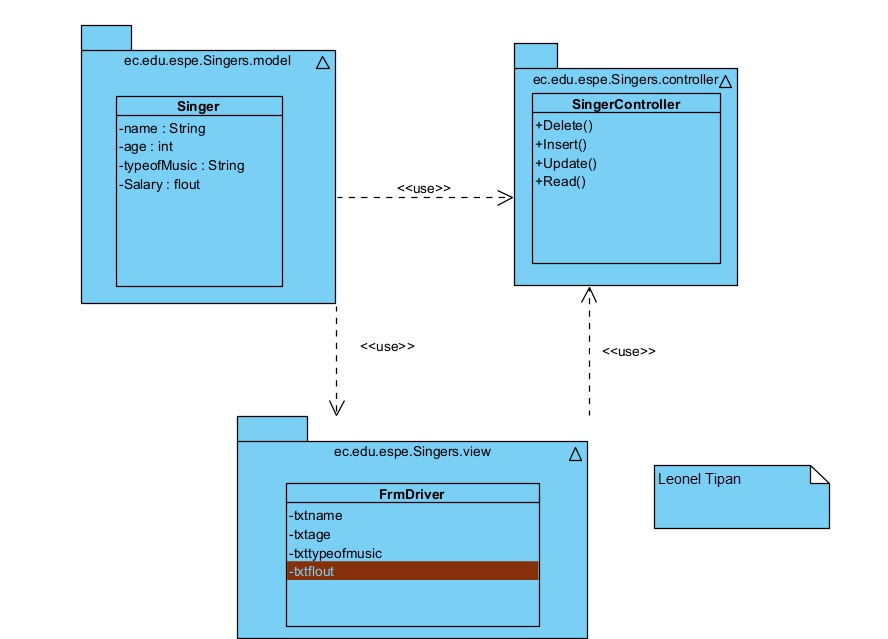 ec.edu.espe.Singers.model
Singer
-name : String
-age : int
-typeofMusic : String
-Salary : flout
<<use>>
ec.edu.espe.Singers.controller
SingerController
+Delete()
+Insert()
+Update()
+Read()
<<use>>
<<use>>
ec.edu.espe.Singers.view
FrmDriver
-txtname
-txtage
-txttypeofmusic
-txtflout
Leonel Tipan